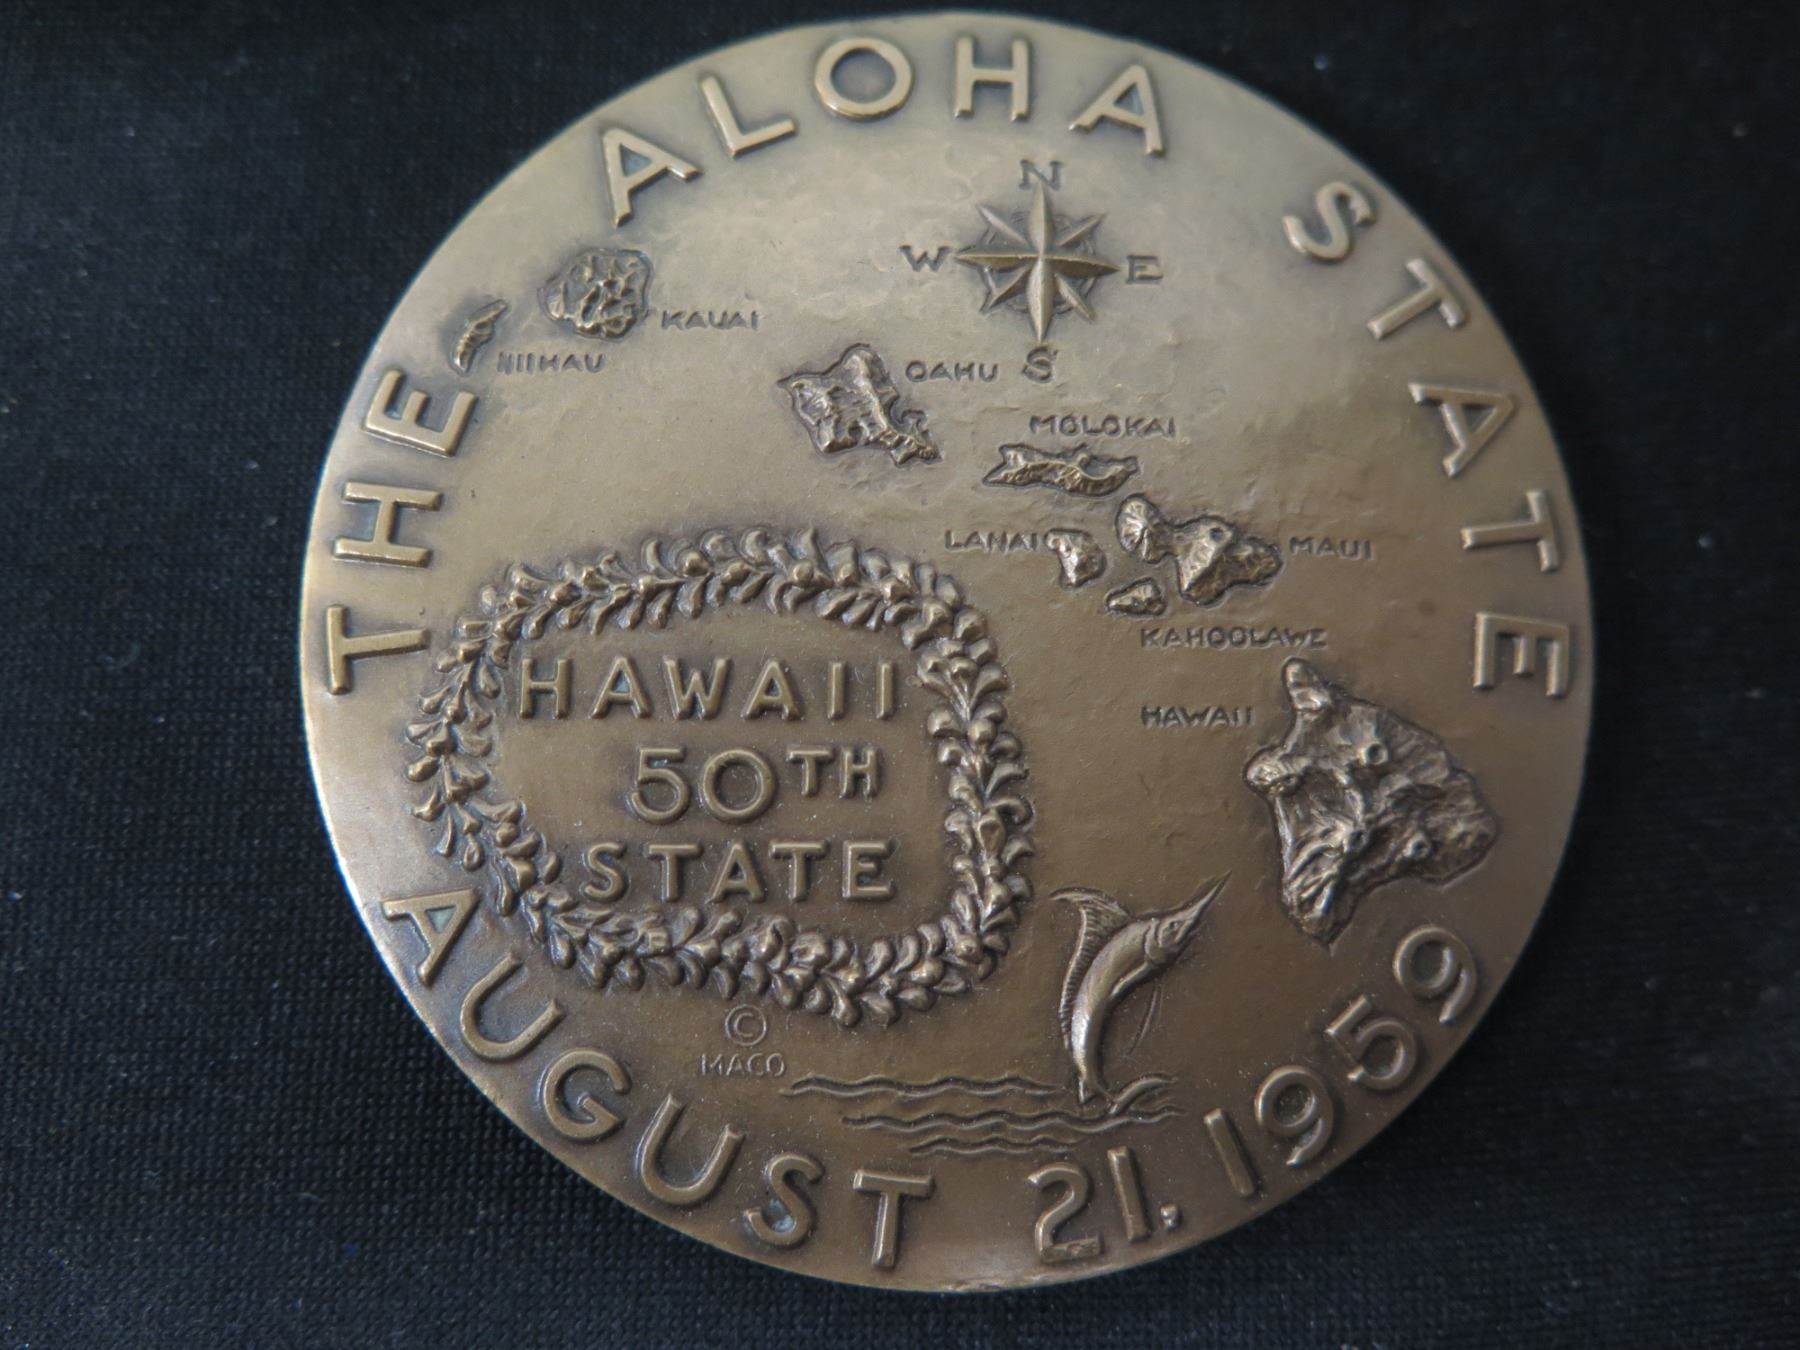 THE ALOHA STATE
N
W E
S
KAUAI
NIIHAU
OAHU
MOLOKAI
LANAI
MAUI
KAHOOLAWE
HAWAII
HAWAII
50TH
STATE
©
MACO
AUGUST 21, 1959